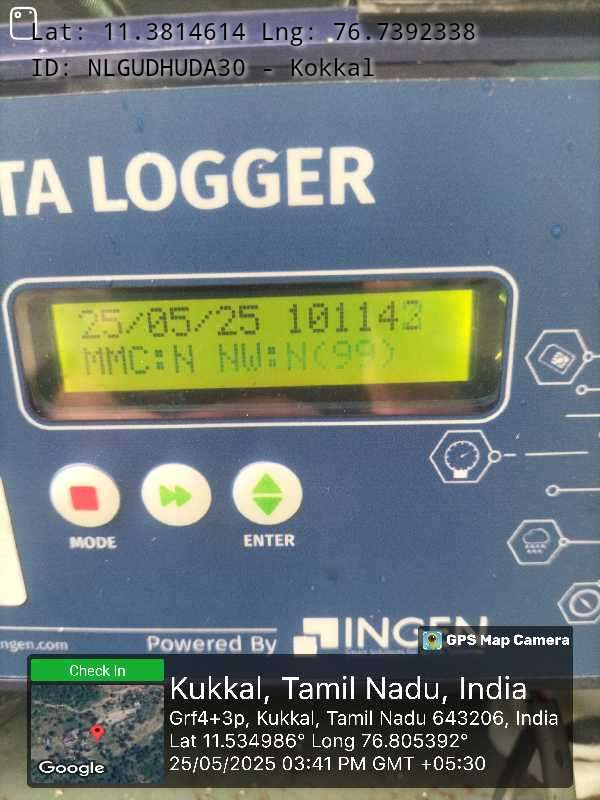 Lat: 11.3814614 Lng: 76.7392338
ID: NLGUDHUDA30 - Kokkal
TA LOGGER
25/05/25 101142
MMC:N NW:N(99)
MODE
ENTER
ngen.com
Powered By
INGEN
GPS Map Camera
Check In
Kukkal, Tamil Nadu, India
Grf4+3p, Kukkal, Tamil Nadu 643206, India
Lat 11.534986° Long 76.805392°
25/05/2025 03:41 PM GMT +05:30
Google